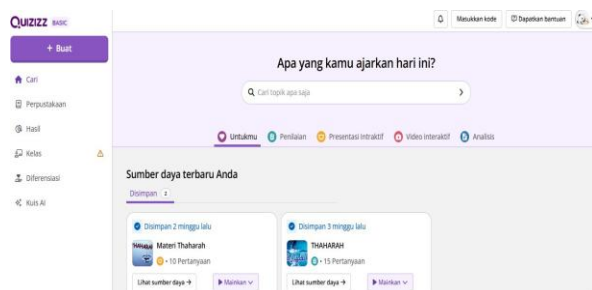 QUIZIZZ BASIC
Masukkan kode
Dapatkan bantuan
+ Buat
Cari
Perpustakaan
Hasil
Kelas
Diferensiasi
Kuis AI
Apa yang kamu ajarkan hari ini?
Cari topik apa saja
Untukmu Penilaian Presentasi Intraktif Video Interaktif Analisis
Sumber daya terbaru Anda
Disimpan 2
Disimpan 2 minggu lalu
Materi Thaharah
• 10 Pertanyaan
Lihat sumber daya → Mainkan
Disimpan 3 minggu lalu
THAHARAH
• 15 Pertanyaan
Lihat sumber daya → Mainkan